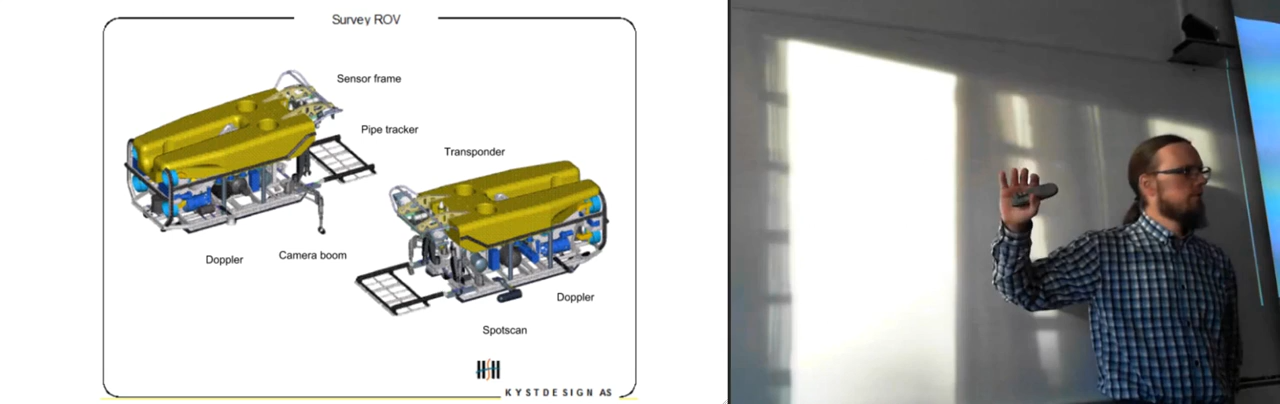 Survey ROV
Sensor frame
Pipe tracker
Transponder
Doppler
Camera boom
Doppler
Spotscan
KYSTDESIGN AS